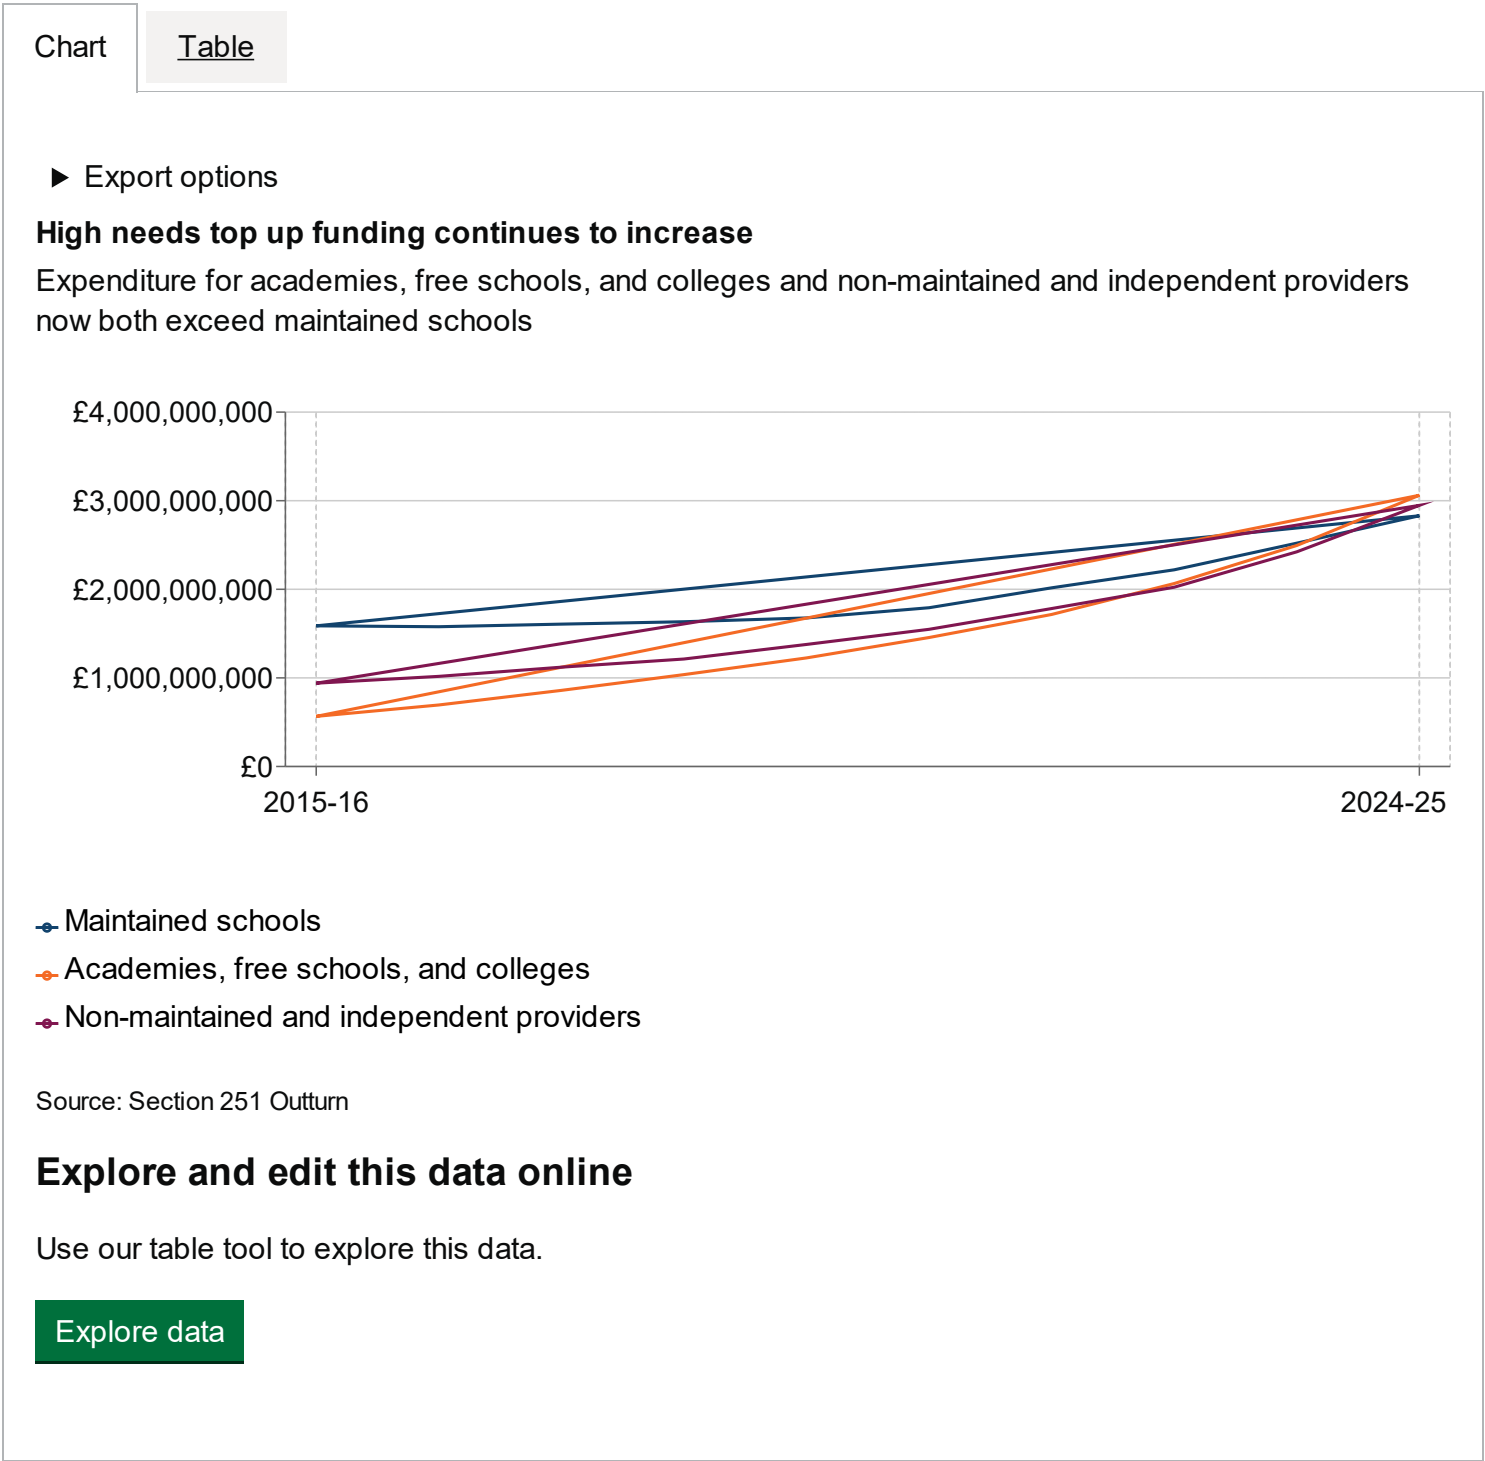 Chart
Table
Export options
High needs top up funding continues to increase
Expenditure for academies, free schools, and colleges and non-maintained and independent providers
now both exceed maintained schools
£4,000,000,000
£3,000,000,000
£2,000,000,000
£1,000,000,000
£0
2015-16
2024-25
Maintained schools
Academies, free schools, and colleges
Non-maintained and independent providers
Source: Section 251 Outturn
Explore and edit this data online
Use our table tool to explore this data.
Explore data